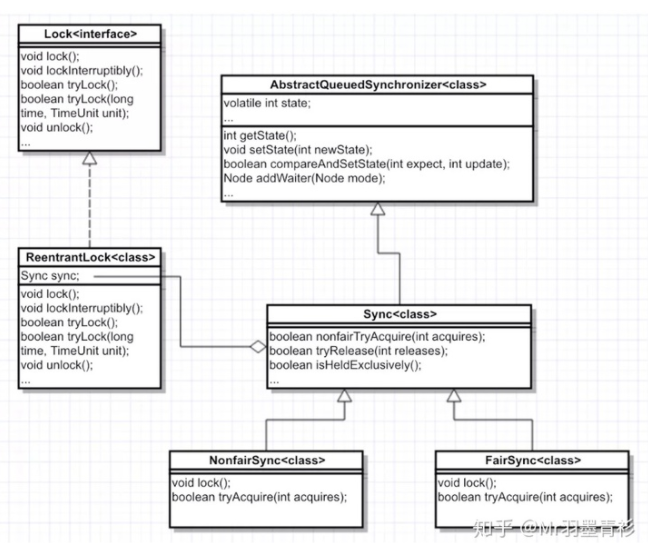 Lock<interface>
void lock();
void lockInterruptibly();
boolean tryLock();
boolean tryLock(long
time, TimeUnit unit);
void unlock();
...
AbstractQueuedSynchronizer<class>
volatile int state;
...
int getState();
void setState(int newState);
boolean compareAndSetState(int expect, int update);
Node addWaiter(Node mode);
...
ReentrantLock<class>
Sync sync;
void lock();
void lockInterruptibly();
boolean tryLock();
boolean tryLock(long
time, TimeUnit unit);
void unlock();
...
Sync<class>
boolean nonfairTryAcquire(int acquires);
boolean tryRelease(int releases);
boolean isHeldExclusively();
...
NonfairSync<class>
void lock();
boolean tryAcquire(int acquires);
FairSync<class>
void lock();
boolean tryAcquire(int acquires);
知乎 @Mr羽墨青衫